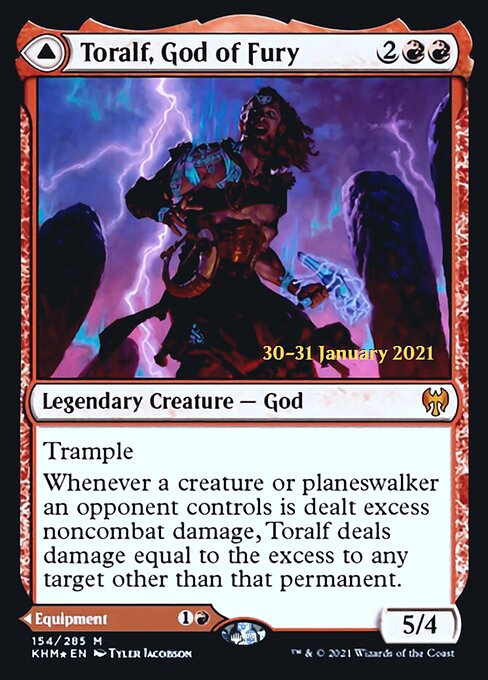 Toralf, God of Fury 2
30-31 January 2021
Legendary Creature — God
Trample
Whenever a creature or planeswalker
an opponent controls is dealt excess
noncombat damage, Toralf deals
damage equal to the excess to any
target other than that permanent.
Equipment 1
5/4
154/285 M
KHM★EN Tyler Jacobson
™ & © 2021 Wizards of the Coast